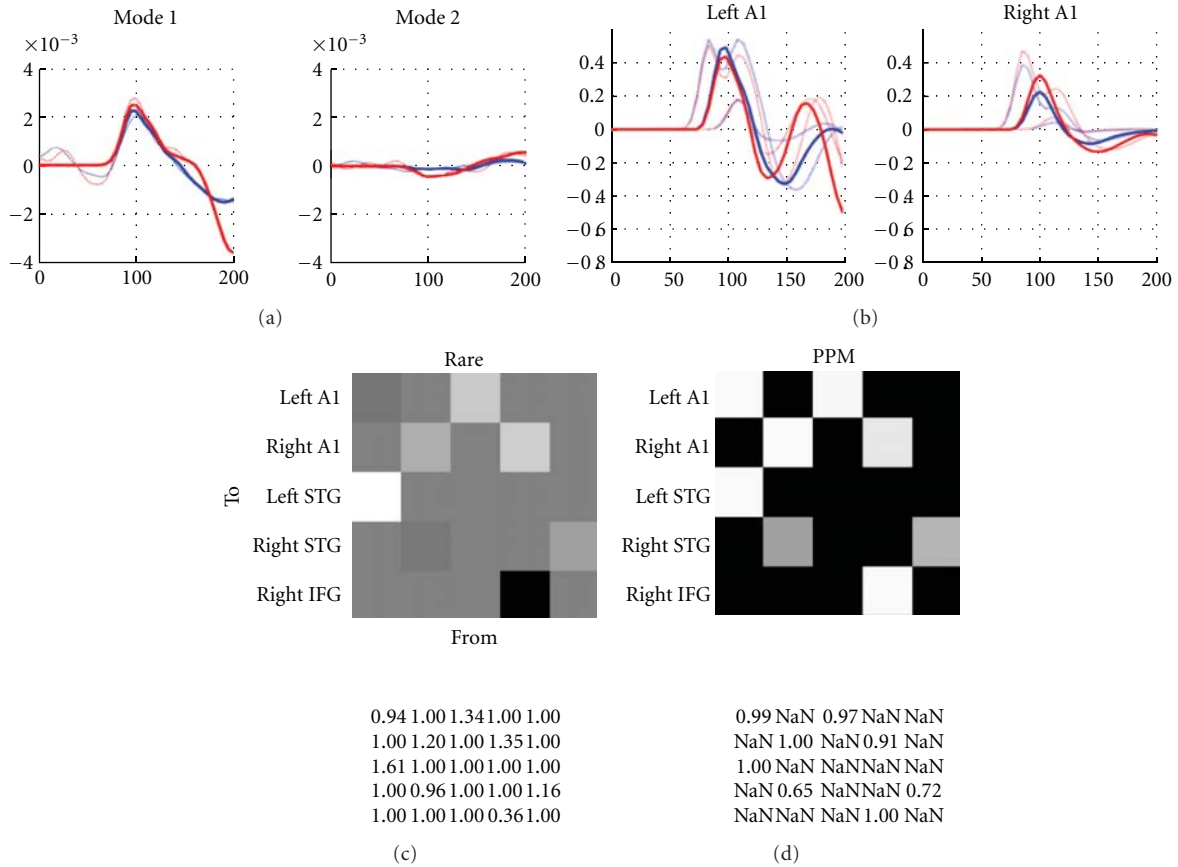 Mode 1
×10−3
4
2
0
−2
−4
0 100 200
Mode 2
×10−3
4
2
0
−2
−4
0 100 200
(a)
Left A1
0.4
0.2
0
−0.2
−0.4
−0.6
−0.8
0 50 100 150 200
Right A1
0.4
0.2
0
−0.2
−0.4
−0.6
−0.8
0 50 100 150 200
(b)
Rare
To
Left A1
Right A1
Left STG
Right STG
Right IFG
From
0.94 1.00 1.34 1.00 1.00
1.00 1.20 1.00 1.35 1.00
1.61 1.00 1.00 1.00 1.00
1.00 0.96 1.00 1.00 1.16
1.00 1.00 1.00 0.36 1.00
(c)
PPM
Left A1
Right A1
Left STG
Right STG
Right IFG
0.99 NaN 0.97 NaN NaN
NaN 1.00 NaN 0.91 NaN
1.00 NaN NaN NaN NaN
NaN 0.65 NaN NaN 0.72
NaN NaN NaN 1.00 NaN
(d)